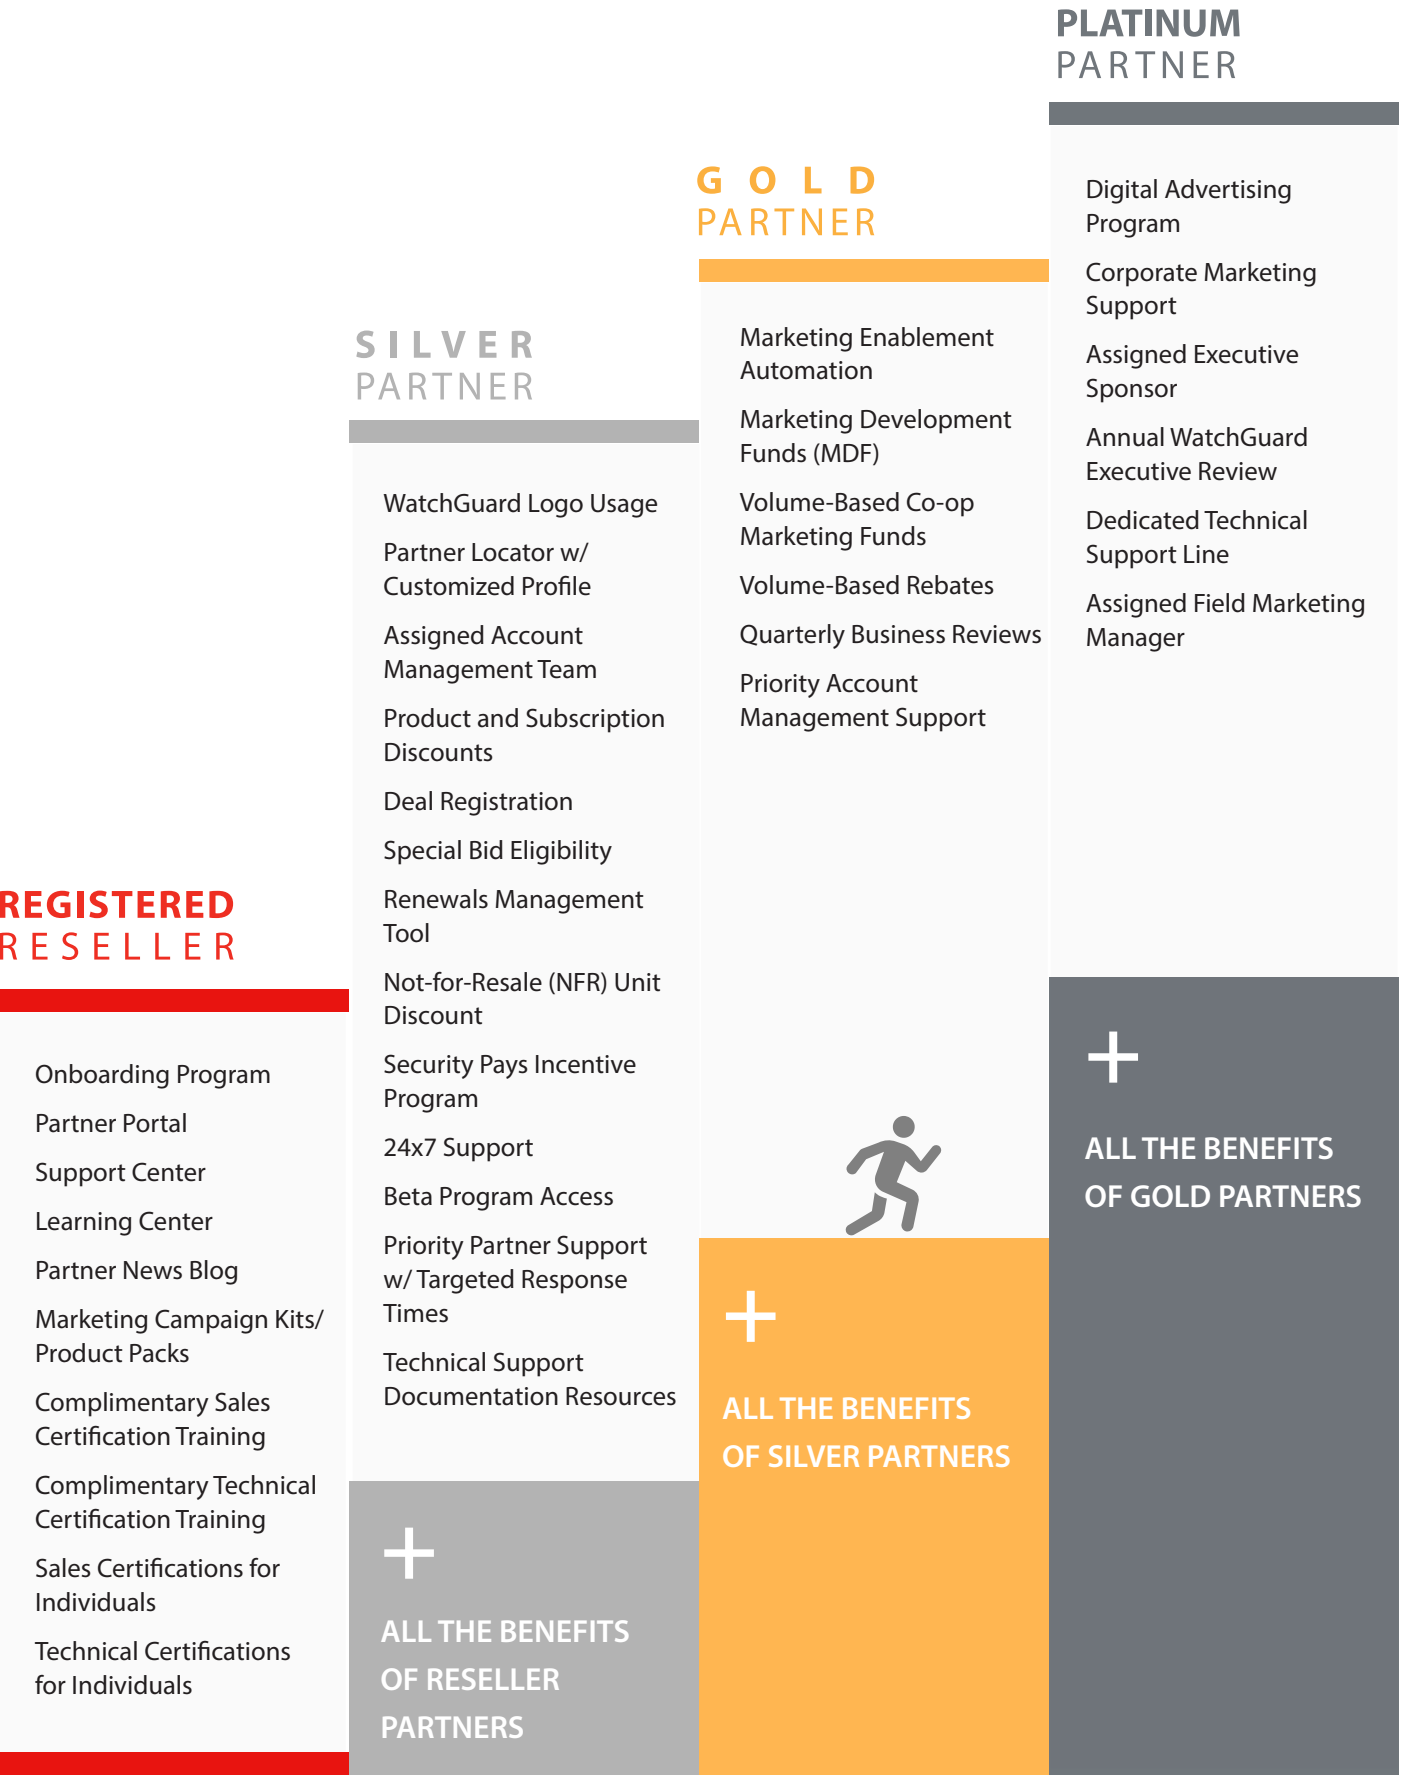 REGISTERED
RESELLER
Onboarding Program
Partner Portal
Support Center
Learning Center
Partner News Blog
Marketing Campaign Kits/
Product Packs
Complimentary Sales
Certification Training
Complimentary Technical
Certification Training
Sales Certifications for
Individuals
Technical Certifications
for Individuals
SILVER
PARTNER
WatchGuard Logo Usage
Partner Locator w/
Customized Profile
Assigned Account
Management Team
Product and Subscription
Discounts
Deal Registration
Special Bid Eligibility
Renewals Management
Tool
Not-for-Resale (NFR) Unit
Discount
Security Pays Incentive
Program
24x7 Support
Beta Program Access
Priority Partner Support
w/ Targeted Response
Times
Technical Support
Documentation Resources
+
ALL THE BENEFITS
OF RESELLER
PARTNERS
GOLD
PARTNER
Marketing Enablement
Automation
Marketing Development
Funds (MDF)
Volume-Based Co-op
Marketing Funds
Volume-Based Rebates
Quarterly Business Reviews
Priority Account
Management Support
+
ALL THE BENEFITS
OF SILVER PARTNERS
PLATINUM
PARTNER
Digital Advertising
Program
Corporate Marketing
Support
Assigned Executive
Sponsor
Annual WatchGuard
Executive Review
Dedicated Technical
Support Line
Assigned Field Marketing
Manager
+
ALL THE BENEFITS
OF GOLD PARTNERS